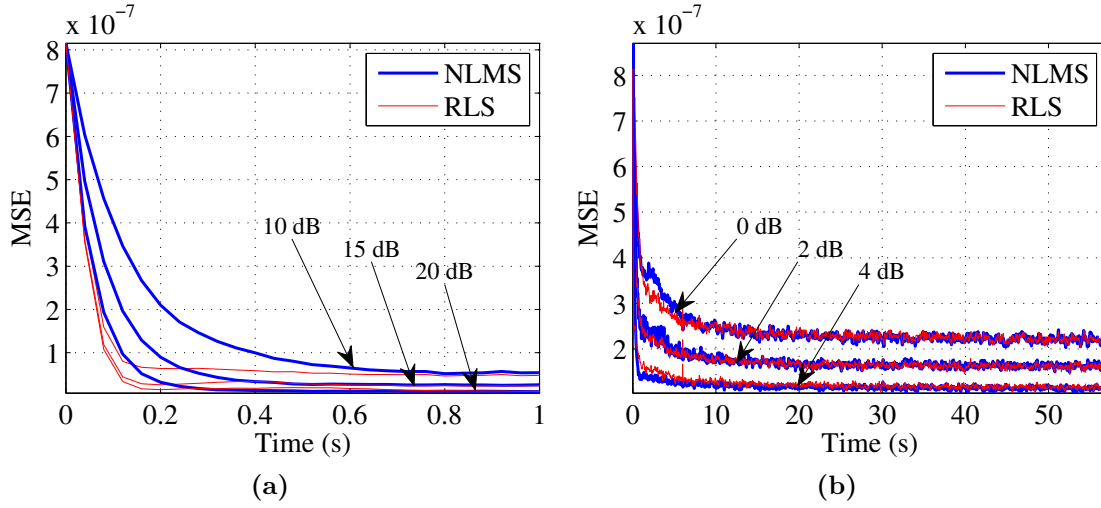 x 10⁻⁷
8
7
6
5
4
3
2
1
0 0.2 0.4 0.6 0.8 1
MSE
Time (s)
NLMS
RLS
10 dB
15 dB
20 dB
(a)
x 10⁻⁷
8
7
6
5
4
3
2
0 10 20 30 40 50
MSE
Time (s)
NLMS
RLS
0 dB
2 dB
4 dB
(b)